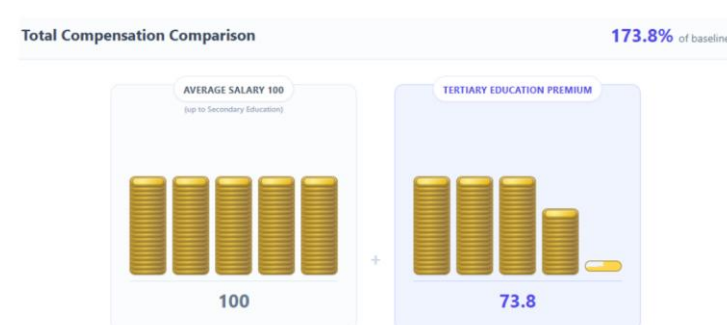 Total Compensation Comparison
173.8% of baseline
AVERAGE SALARY 100
(up to Secondary Education)
TERTIARY EDUCATION PREMIUM
+
100
73.8